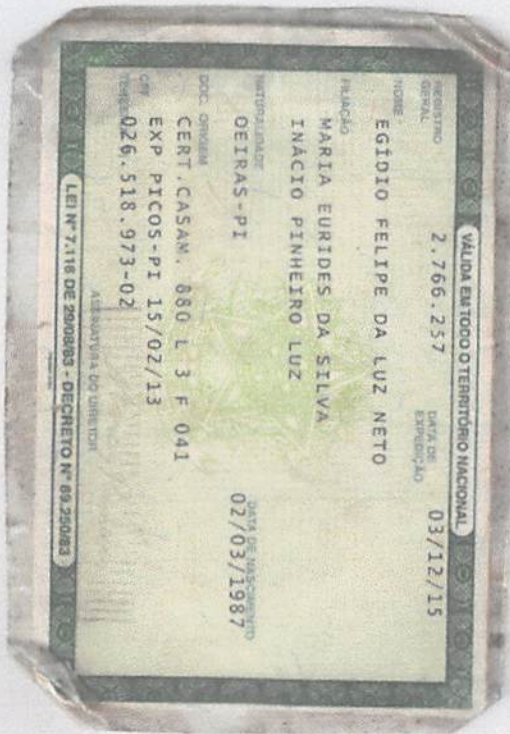 VÁLIDA EM TODO O TERRITÓRIO NACIONAL
REGISTRO GERAL 2.766.257 DATA DE EXPEDIÇÃO 03/12/15
NOME
EGÍDIO FELIPE DA LUZ NETO
FILIAÇÃO
MARIA EURIDES DA SILVA
INÁCIO PINHEIRO LUZ
NATURALIDADE DATA DE NASCIMENTO
OEIRAS-PI 02/03/1987
DOC. ORIGEM
CERT.CASAM. 880 L 3 F 041
EXP PICOS-PI 15/02/13
CPF
026.518.973-02
ASSINATURA DO DIRETOR
LEI Nº 7.116 DE 29/08/83 - DECRETO Nº 89.250/83